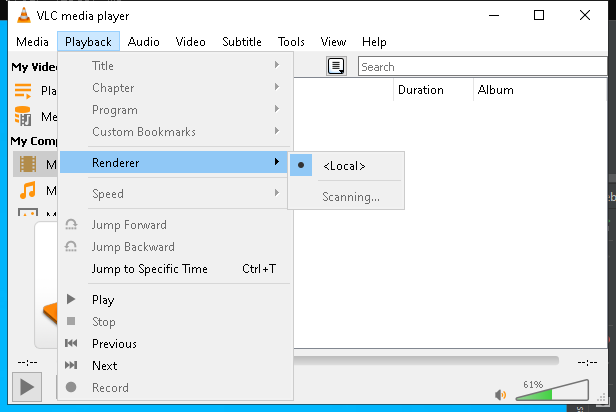 VLC media player
Media Playback Audio Video Subtitle Tools View Help
My Vide
Title
Search
Pla
Chapter
Duration Album
Me
Program
Custom Bookmarks
My Comp
M
Renderer
<Local>
M
Speed
Scanning...
Jump Forward
Jump Backward
Jump to Specific Time Ctrl+T
Play
Stop
Previous
--:-- --:--
Next
Record
61%